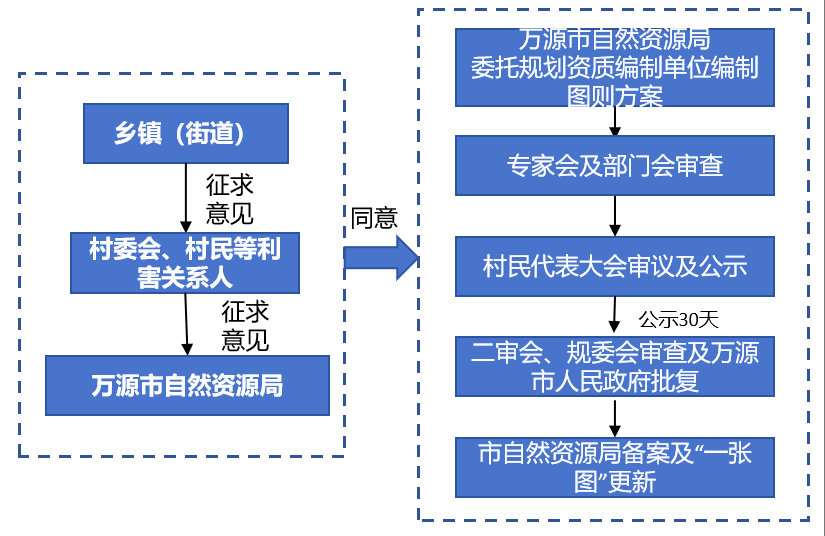 乡镇（街道）
征求
意见
村委会、村民等利
害关系人
征求
意见
万源市自然资源局
同意
万源市自然资源局
委托规划资质编制单位编制
图则方案
专家会及部门会审查
村民代表大会审议及公示
公示30天
二审会、规委会审查及万源
市人民政府批复
市自然资源局备案及“一张
图”更新